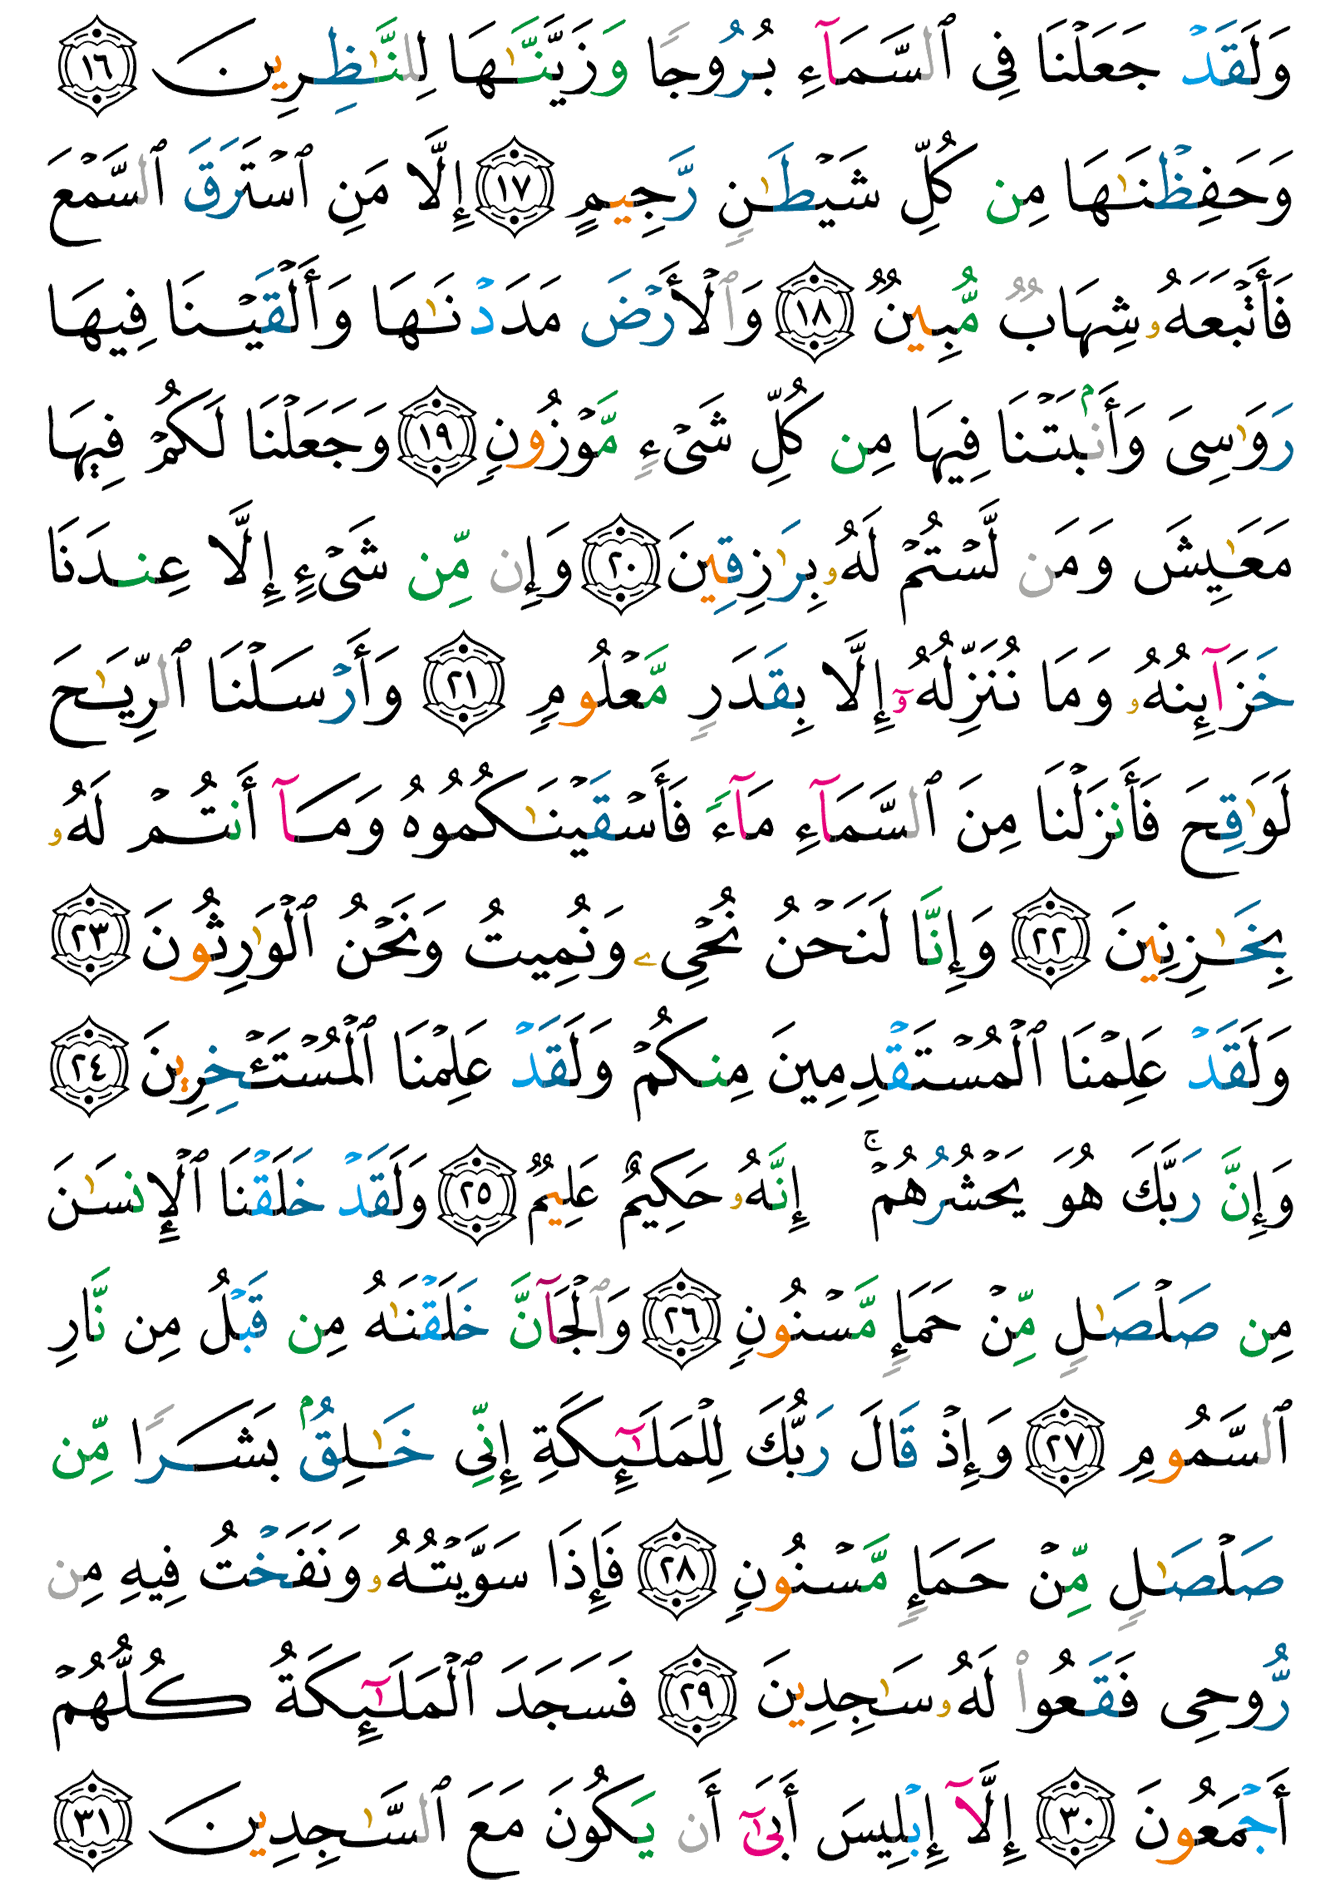 وَلَقَدْ جَعَلْنَا فِى ٱلسَّمَآءِ بُرُوجًا وَزَيَّنَّـٰهَا لِلنَّـٰظِرِينَ ١٦
وَحَفِظْنَـٰهَا مِن كُلِّ شَيْطَـٰنٍ رَّجِيمٍ ١٧ إِلَّا مَنِ ٱسْتَرَقَ ٱلسَّمْعَ
فَأَتْبَعَهُۥ شِهَابٌ مُّبِينٌ ١٨ وَٱلْأَرْضَ مَدَدْنَـٰهَا وَأَلْقَيْنَا فِيهَا
رَوَٰسِىَ وَأَنۢبَتْنَا فِيهَا مِن كُلِّ شَىْءٍ مَّوْزُونٍ ١٩ وَجَعَلْنَا لَكُمْ فِيهَا
مَعَـٰيِشَ وَمَن لَّسْتُمْ لَهُۥ بِرَٰزِقِينَ ٢٠ وَإِن مِّن شَىْءٍ إِلَّا عِندَنَا
خَزَآئِنُهُۥ وَمَا نُنَزِّلُهُۥٓ إِلَّا بِقَدَرٍ مَّعْلُومٍ ٢١ وَأَرْسَلْنَا ٱلرِّيَـٰحَ
لَوَٰقِحَ فَأَنزَلْنَا مِنَ ٱلسَّمَآءِ مَآءً فَأَسْقَيْنَـٰكُمُوهُ وَمَآ أَنتُمْ لَهُۥ
بِخَـٰزِنِينَ ٢٢ وَإِنَّا لَنَحْنُ نُحْىِۦ وَنُمِيتُ وَنَحْنُ ٱلْوَٰرِثُونَ ٢٣
وَلَقَدْ عَلِمْنَا ٱلْمُسْتَقْدِمِينَ مِنكُمْ وَلَقَدْ عَلِمْنَا ٱلْمُسْتَـْٔخِرِينَ ٢٤
وَإِنَّ رَبَّكَ هُوَ يَحْشُرُهُمْ ۚ إِنَّهُۥ حَكِيمٌ عَلِيمٌ ٢٥ وَلَقَدْ خَلَقْنَا ٱلْإِنسَـٰنَ
مِن صَلْصَـٰلٍ مِّنْ حَمَإٍ مَّسْنُونٍ ٢٦ وَٱلْجَآنَّ خَلَقْنَـٰهُ مِن قَبْلُ مِن نَّارِ
ٱلسَّمُومِ ٢٧ وَإِذْ قَالَ رَبُّكَ لِلْمَلَـٰٓئِكَةِ إِنِّى خَـٰلِقٌۢ بَشَرًا مِّن
صَلْصَـٰلٍ مِّنْ حَمَإٍ مَّسْنُونٍ ٢٨ فَإِذَا سَوَّيْتُهُۥ وَنَفَخْتُ فِيهِ مِن
رُّوحِى فَقَعُوا۟ لَهُۥ سَـٰجِدِينَ ٢٩ فَسَجَدَ ٱلْمَلَـٰٓئِكَةُ كُلُّهُمْ
أَجْمَعُونَ ٣٠ إِلَّآ إِبْلِيسَ أَبَىٰٓ أَن يَكُونَ مَعَ ٱلسَّـٰجِدِينَ ٣١